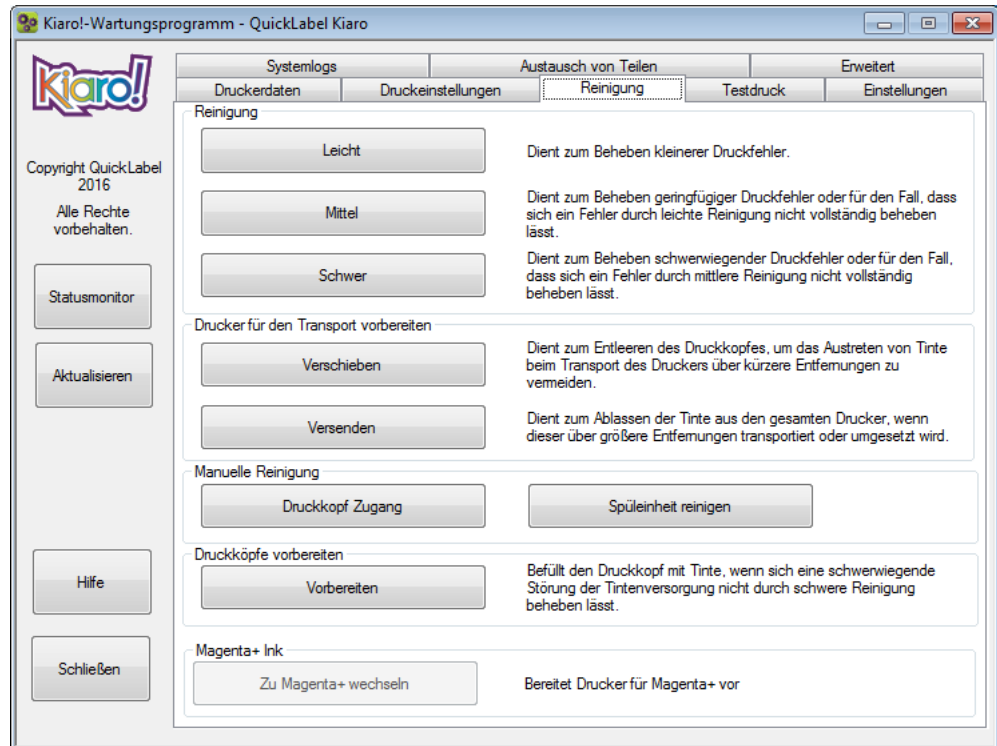 Kiaro!-Wartungsprogramm - QuickLabel Kiaro
Kiaro!
Copyright QuickLabel
2016
Alle Rechte
vorbehalten.
Statusmonitor
Aktualisieren
Hilfe
Schließen
Systemlogs
Austausch von Teilen
Erweitert
Druckerdaten
Druckeinstellungen
Reinigung
Testdruck
Einstellungen
Reinigung
Leicht
Dient zum Beheben kleinerer Druckfehler.
Mittel
Dient zum Beheben geringfügiger Druckfehler oder für den Fall, dass
sich ein Fehler durch leichte Reinigung nicht vollständig beheben
lässt.
Schwer
Dient zum Beheben schwerwiegender Druckfehler oder für den Fall,
dass sich ein Fehler durch mittlere Reinigung nicht vollständig
beheben lässt.
Drucker für den Transport vorbereiten
Verschieben
Dient zum Entleeren des Druckkopfes, um das Austreten von Tinte
beim Transport des Druckers über kürzere Entfernungen zu
vermeiden.
Versenden
Dient zum Ablassen der Tinte aus den gesamten Drucker, wenn
dieser über größere Entfernungen transportiert oder umgesetzt wird.
Manuelle Reinigung
Druckkopf Zugang
Spüleinheit reinigen
Druckköpfe vorbereiten
Vorbereiten
Befüllt den Druckkopf mit Tinte, wenn sich eine schwerwiegende
Störung der Tintenversorgung nicht durch schwere Reinigung
beheben lässt.
Magenta+ Ink
Zu Magenta+ wechseln
Bereitet Drucker für Magenta+ vor